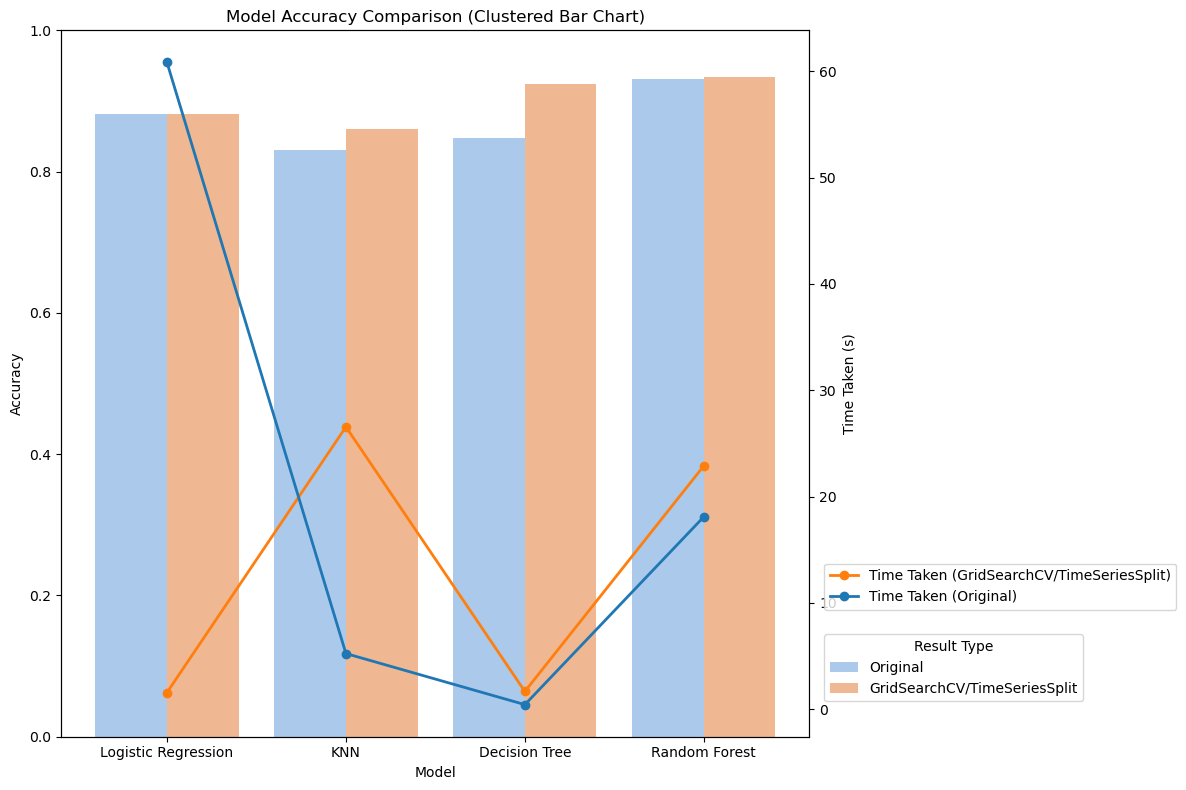 Model Accuracy Comparison (Clustered Bar Chart)
1.0
0.8
0.6
0.4
0.2
0.0
Accuracy
Logistic Regression
KNN
Decision Tree
Random Forest
Model
60
50
40
30
20
10
0
Time Taken (s)
Time Taken (GridSearchCV/TimeSeriesSplit)
Time Taken (Original)
Result Type
Original
GridSearchCV/TimeSeriesSplit